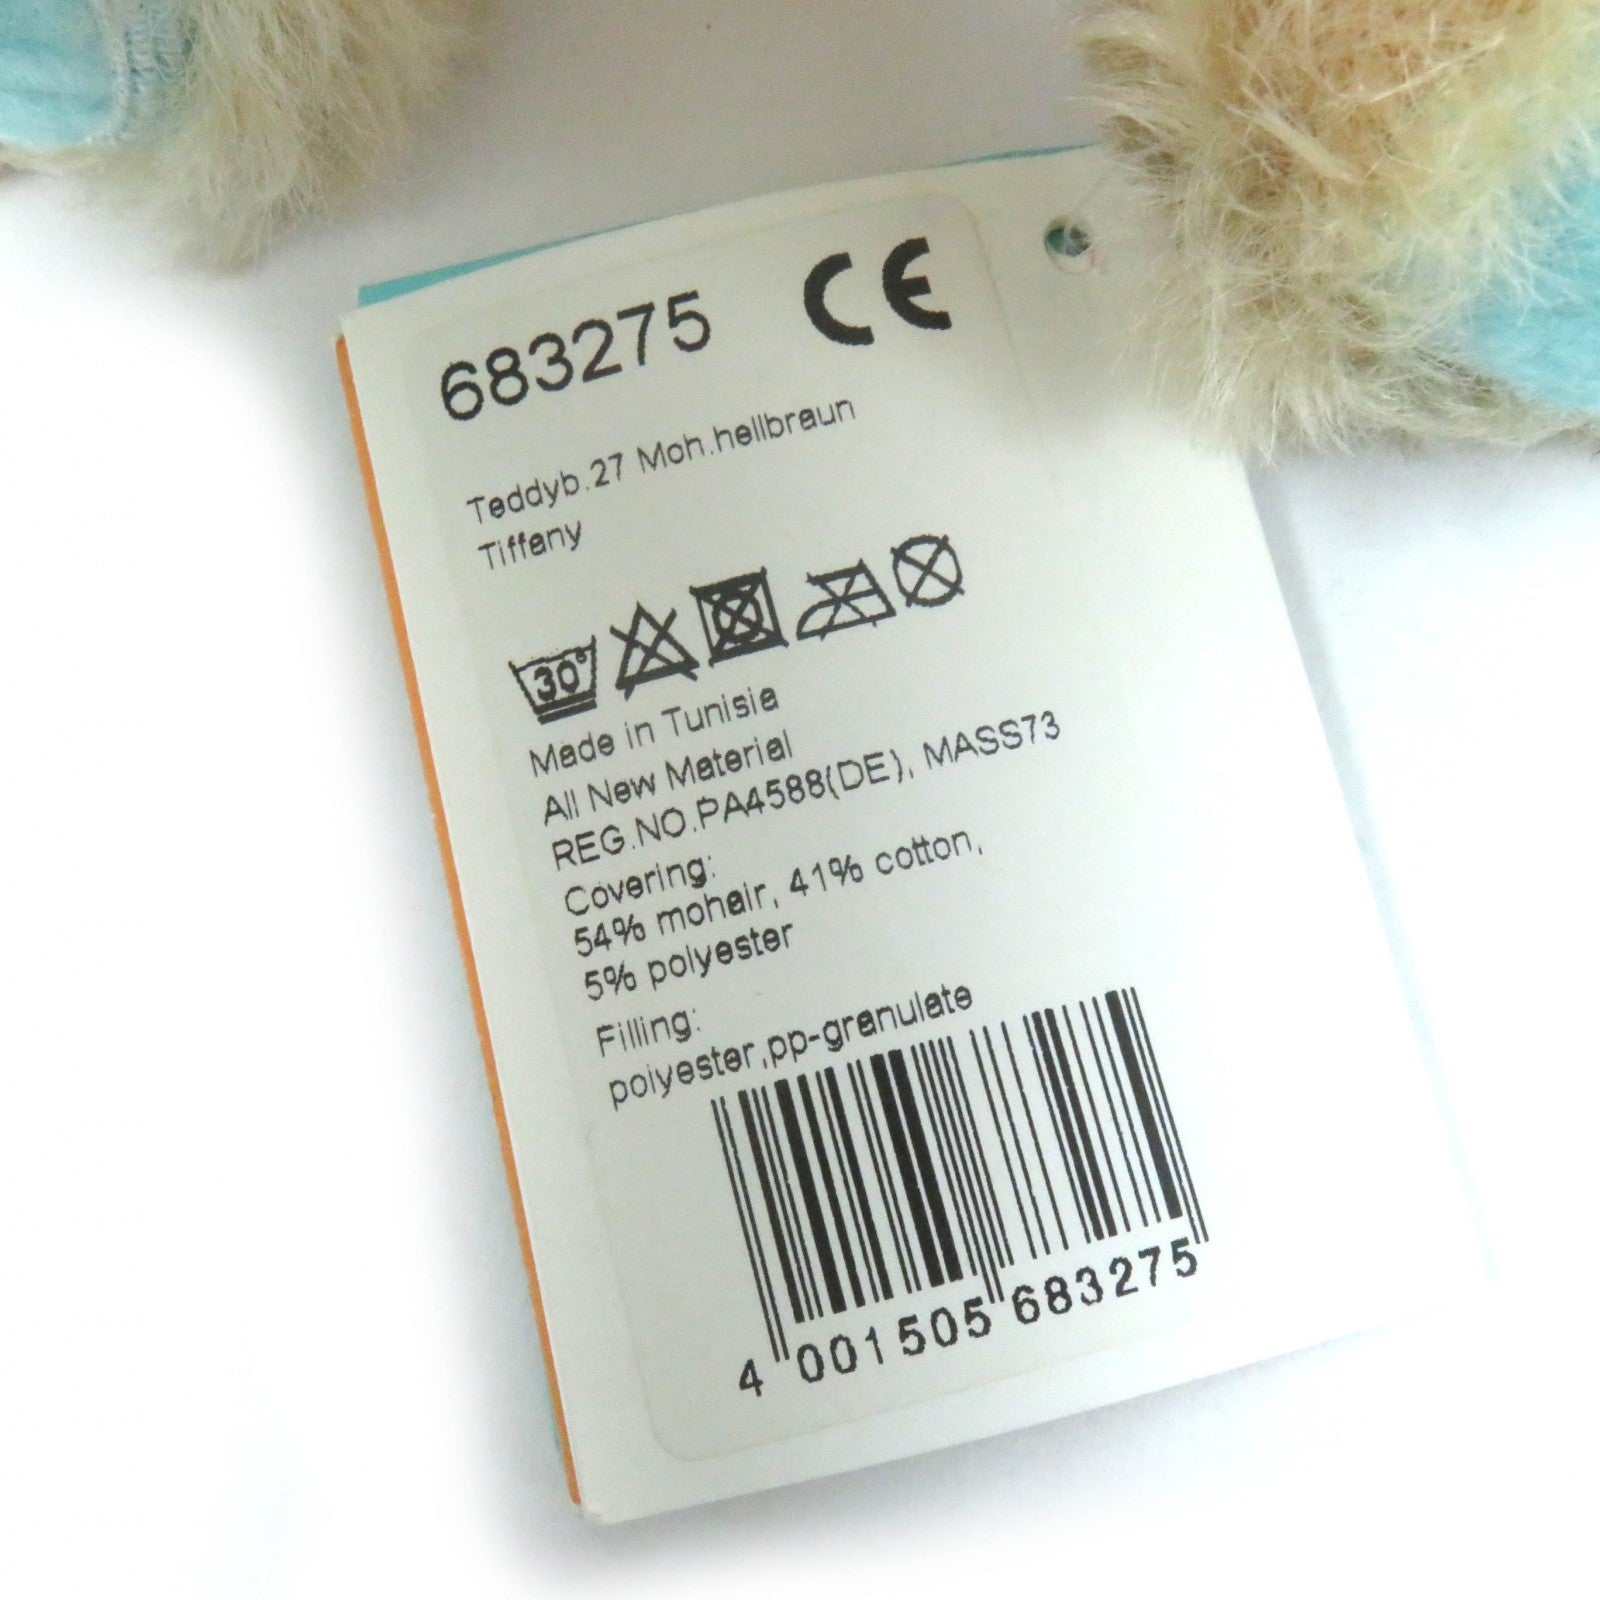 683275 CE
Teddyb.27 Moh.hellbraun
Tiffany
30°
Made in Tunisia
All New Material
REG.NO.PA4588(DE), MASS73
Covering:
54% mohair, 41% cotton,
5% polyester
Filling:
polyester,pp-granulate
4 001505 683275